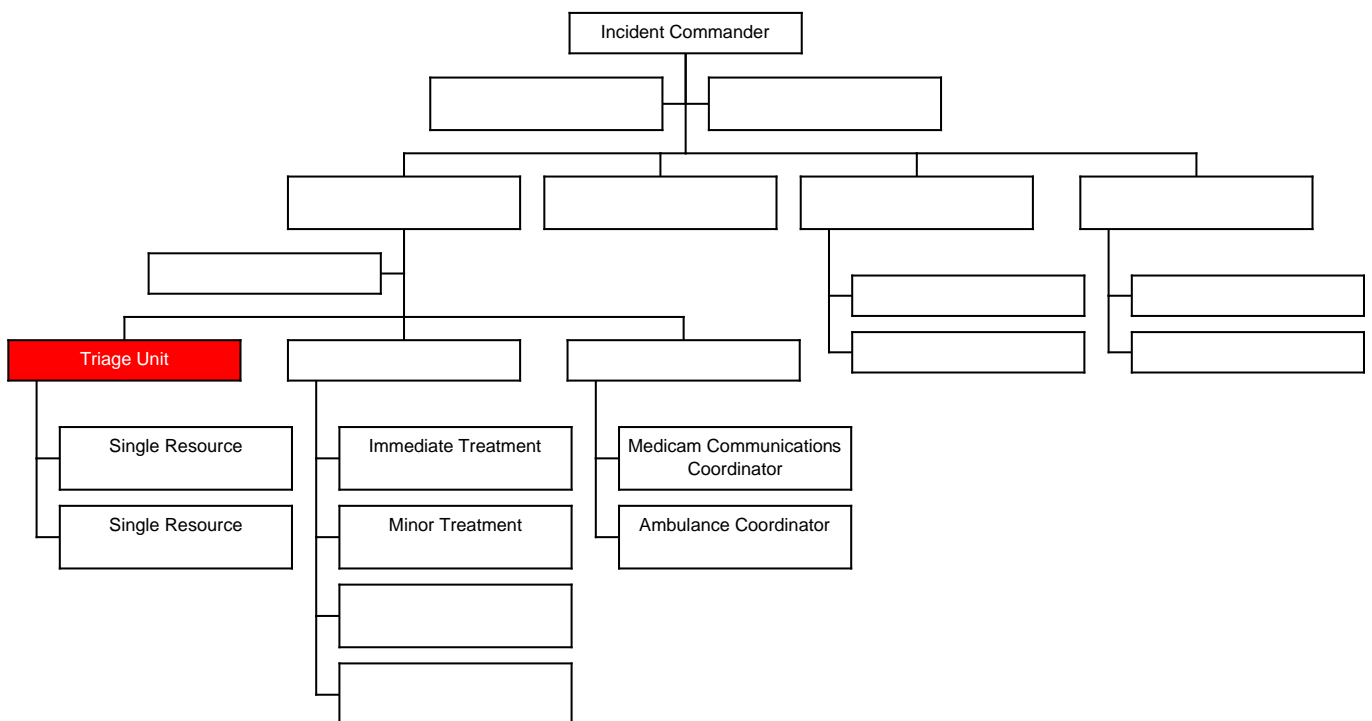 Incident Commander
Triage Unit
Single Resource
Single Resource
Immediate Treatment
Minor Treatment
Medicam Communications
Coordinator
Ambulance Coordinator